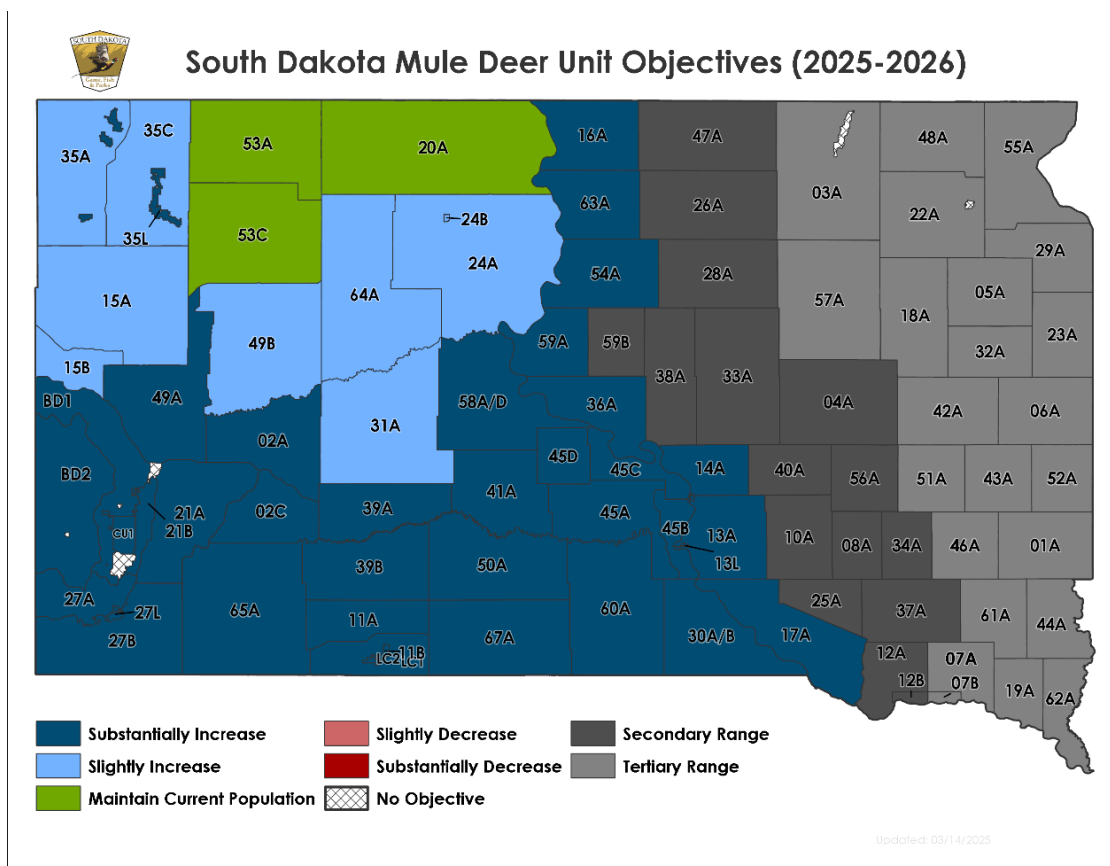 SOUTH DAKOTA
Game, Fish
& Parks
South Dakota Mule Deer Unit Objectives (2025-2026)
35A
35C
53A
20A
16A
47A
48A
55A
03A
63A
26A
22A
35L
53C
24B
24A
29A
54A
28A
15A
64A
57A
05A
18A
23A
49B
59A
59B
32A
15B
38A
33A
BD1
49A
58A/D
36A
04A
42A
06A
31A
02A
45D
45C
14A
40A
56A
51A
43A
52A
BD2
41A
21A
21B
02C
39A
45A
45B
13A
13L
10A
08A
34A
46A
01A
CU1
39B
50A
27A
27L
27B
65A
11A
60A
30A/B
17A
25A
37A
61A
44A
67A
11B
LC2
LC1
12A
12B
07A
07B
19A
62A
Substantially Increase
Slightly Decrease
Secondary Range
Slightly Increase
Substantially Decrease
Tertiary Range
Maintain Current Population
No Objective
Updated: 03/14/2025